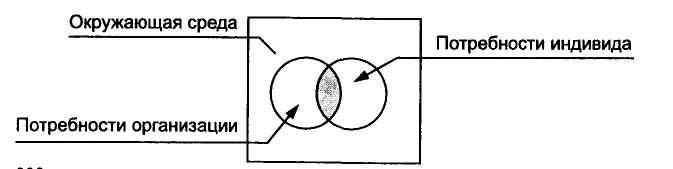 Окружающая среда
Потребности индивида
Потребности организации